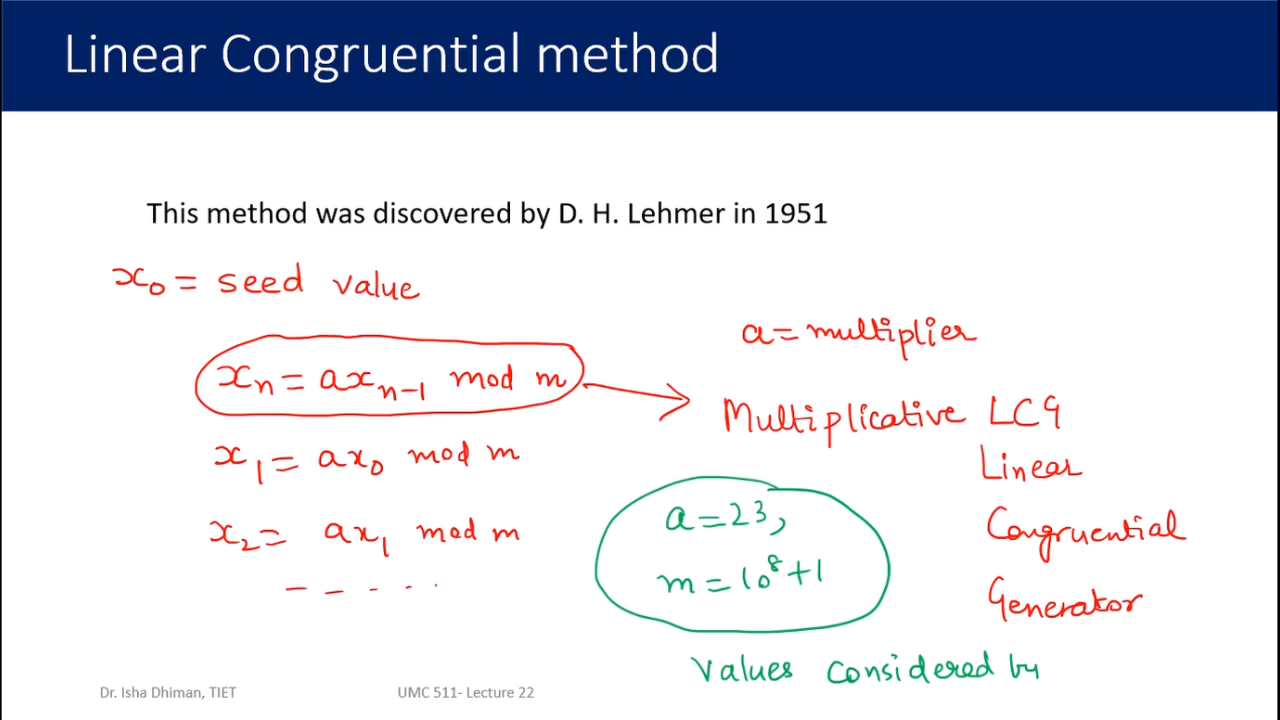 Linear Congruential method
This method was discovered by D. H. Lehmer in 1951
x₀ = seed value
a = multiplier
xₙ = axₙ₋₁ mod m
Multiplicative LCG
x₁ = ax₀ mod m
Linear
a = 23,
x₂ = ax₁ mod m
Congruential
m = 10⁸ + 1
– – . . .
Generator
Values considered by
Dr. Isha Dhiman, TIET
UMC 511- Lecture 22